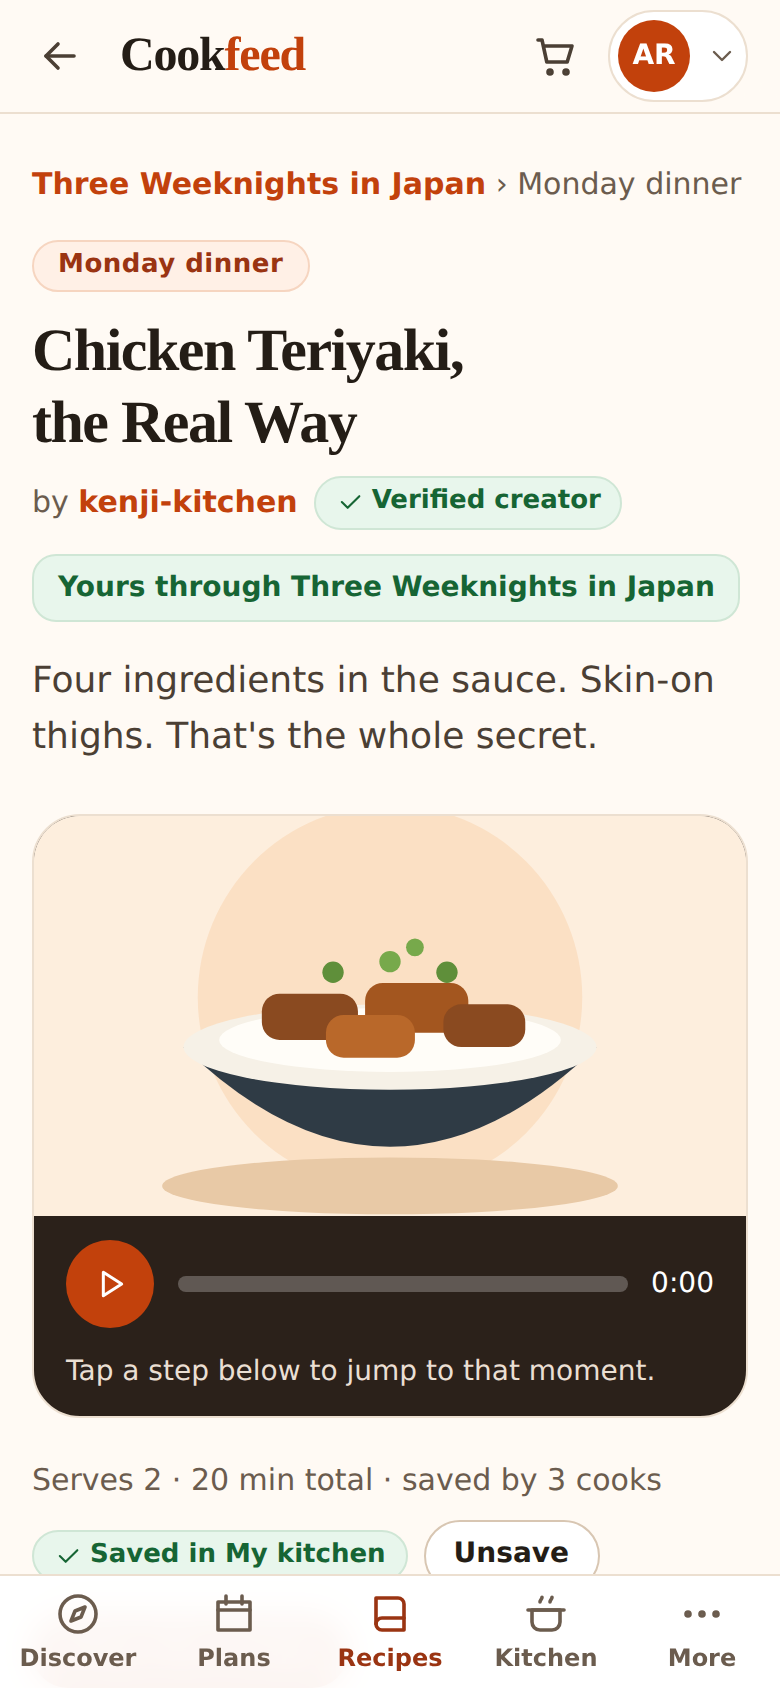 Cookfeed
AR
Three Weeknights in Japan › Monday dinner
Monday dinner
Chicken Teriyaki,
the Real Way
by kenji-kitchen
Verified creator
Yours through Three Weeknights in Japan
Four ingredients in the sauce. Skin-on
thighs. That's the whole secret.
0:00
Tap a step below to jump to that moment.
Serves 2 · 20 min total · saved by 3 cooks
Saved in My kitchen
Unsave
Discover
Plans
Recipes
Kitchen
More